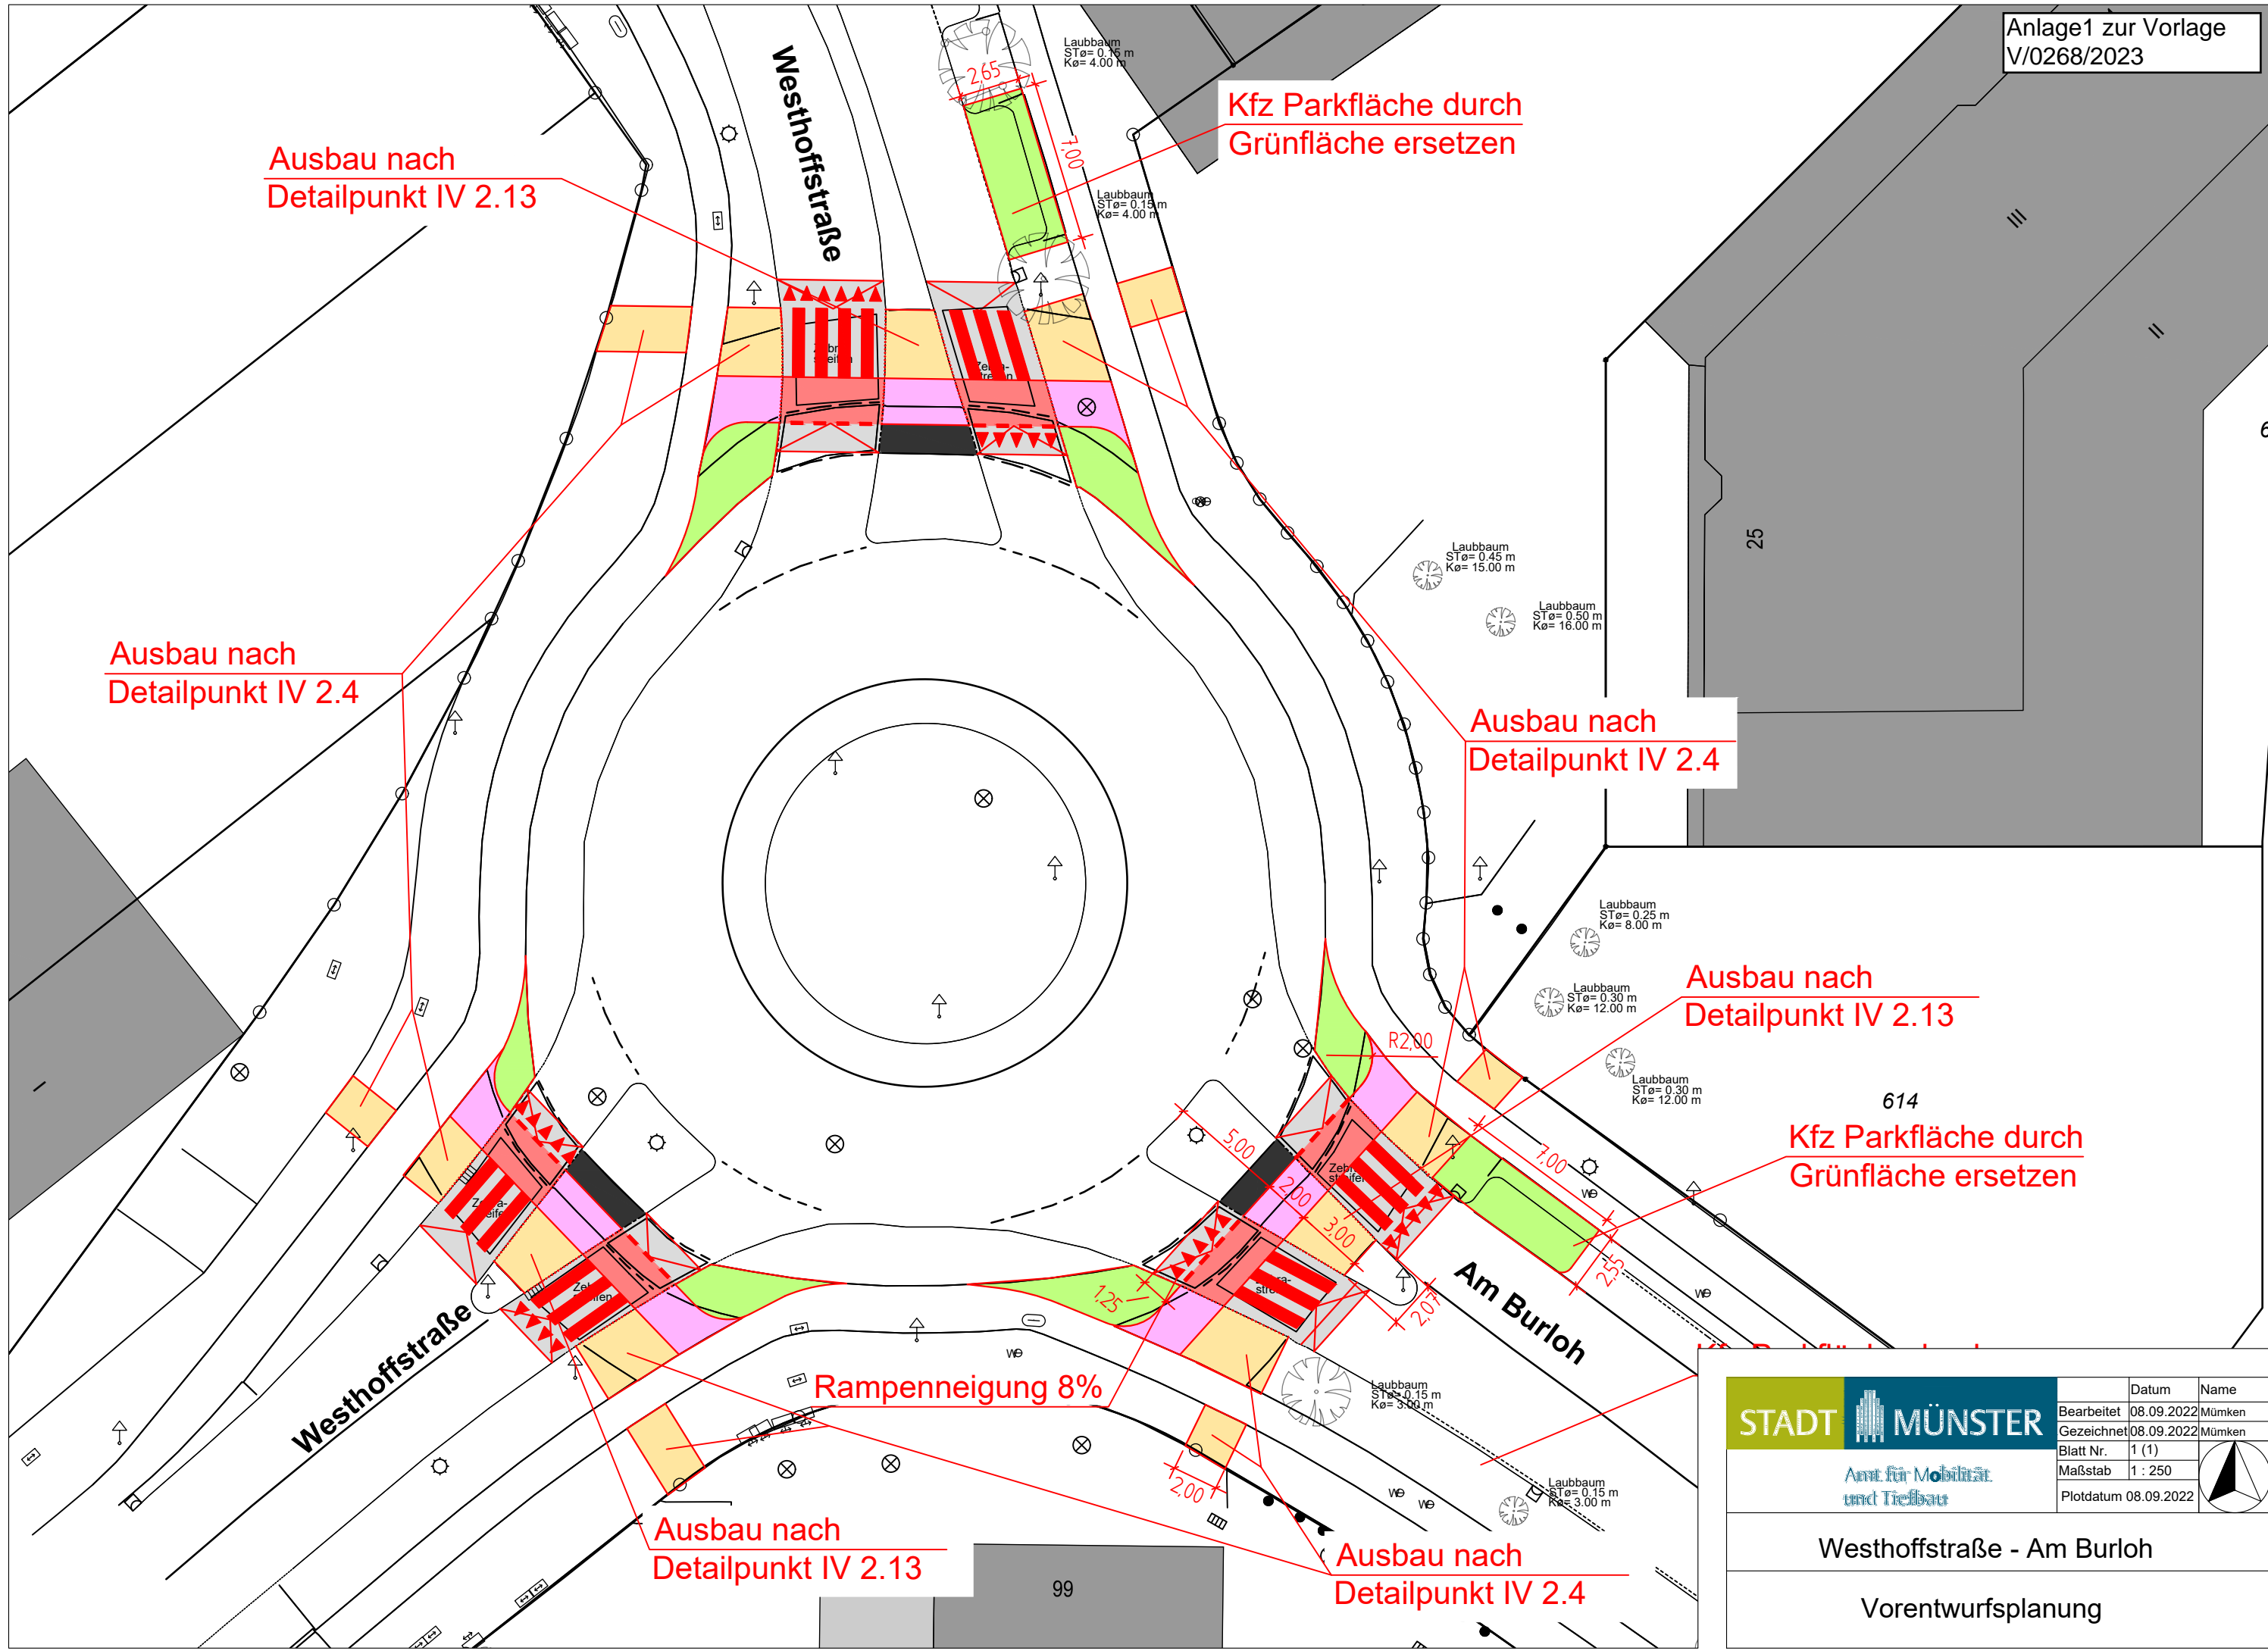 Anlage1 zur Vorlage
V/0268/2023
Laubbaum
STø= 0.15 m
Kø= 4.00 m
2,65
Westhoffstraße
Kfz Parkfläche durch
Grünfläche ersetzen
7,00
Ausbau nach
Detailpunkt IV 2.13
Laubbaum
STø= 0.15 m
Kø= 4.00 m
III
II
25
Laubbaum
STø= 0.45 m
Kø= 15.00 m
Laubbaum
STø= 0.50 m
Kø= 16.00 m
Ausbau nach
Detailpunkt IV 2.4
Ausbau nach
Detailpunkt IV 2.4
Laubbaum
STø= 0.25 m
Kø= 8.00 m
Ausbau nach
Detailpunkt IV 2.13
Laubbaum
STø= 0.30 m
Kø= 12.00 m
R2,00
Laubbaum
STø= 0.30 m
Kø= 12.00 m
I
614
Kfz Parkfläche durch
Grünfläche ersetzen
5,00
2,00
3,00
7,00
2,55
1,25
2,07
Am Burloh
Westhoffstraße
Rampenneigung 8%
Laubbaum
STø= 0.15 m
Kø= 3.00 m
2,00
Laubbaum
STø= 0.15 m
Kø= 3.00 m
Ausbau nach
Detailpunkt IV 2.13
Ausbau nach
Detailpunkt IV 2.4
99
STADT MÜNSTER
Amt für Mobilität
und Tiefbau
Datum Name
Bearbeitet 08.09.2022 Mümken
Gezeichnet 08.09.2022 Mümken
Blatt Nr. 1 (1)
Maßstab 1 : 250
Plotdatum 08.09.2022
Westhoffstraße - Am Burloh
Vorentwurfsplanung